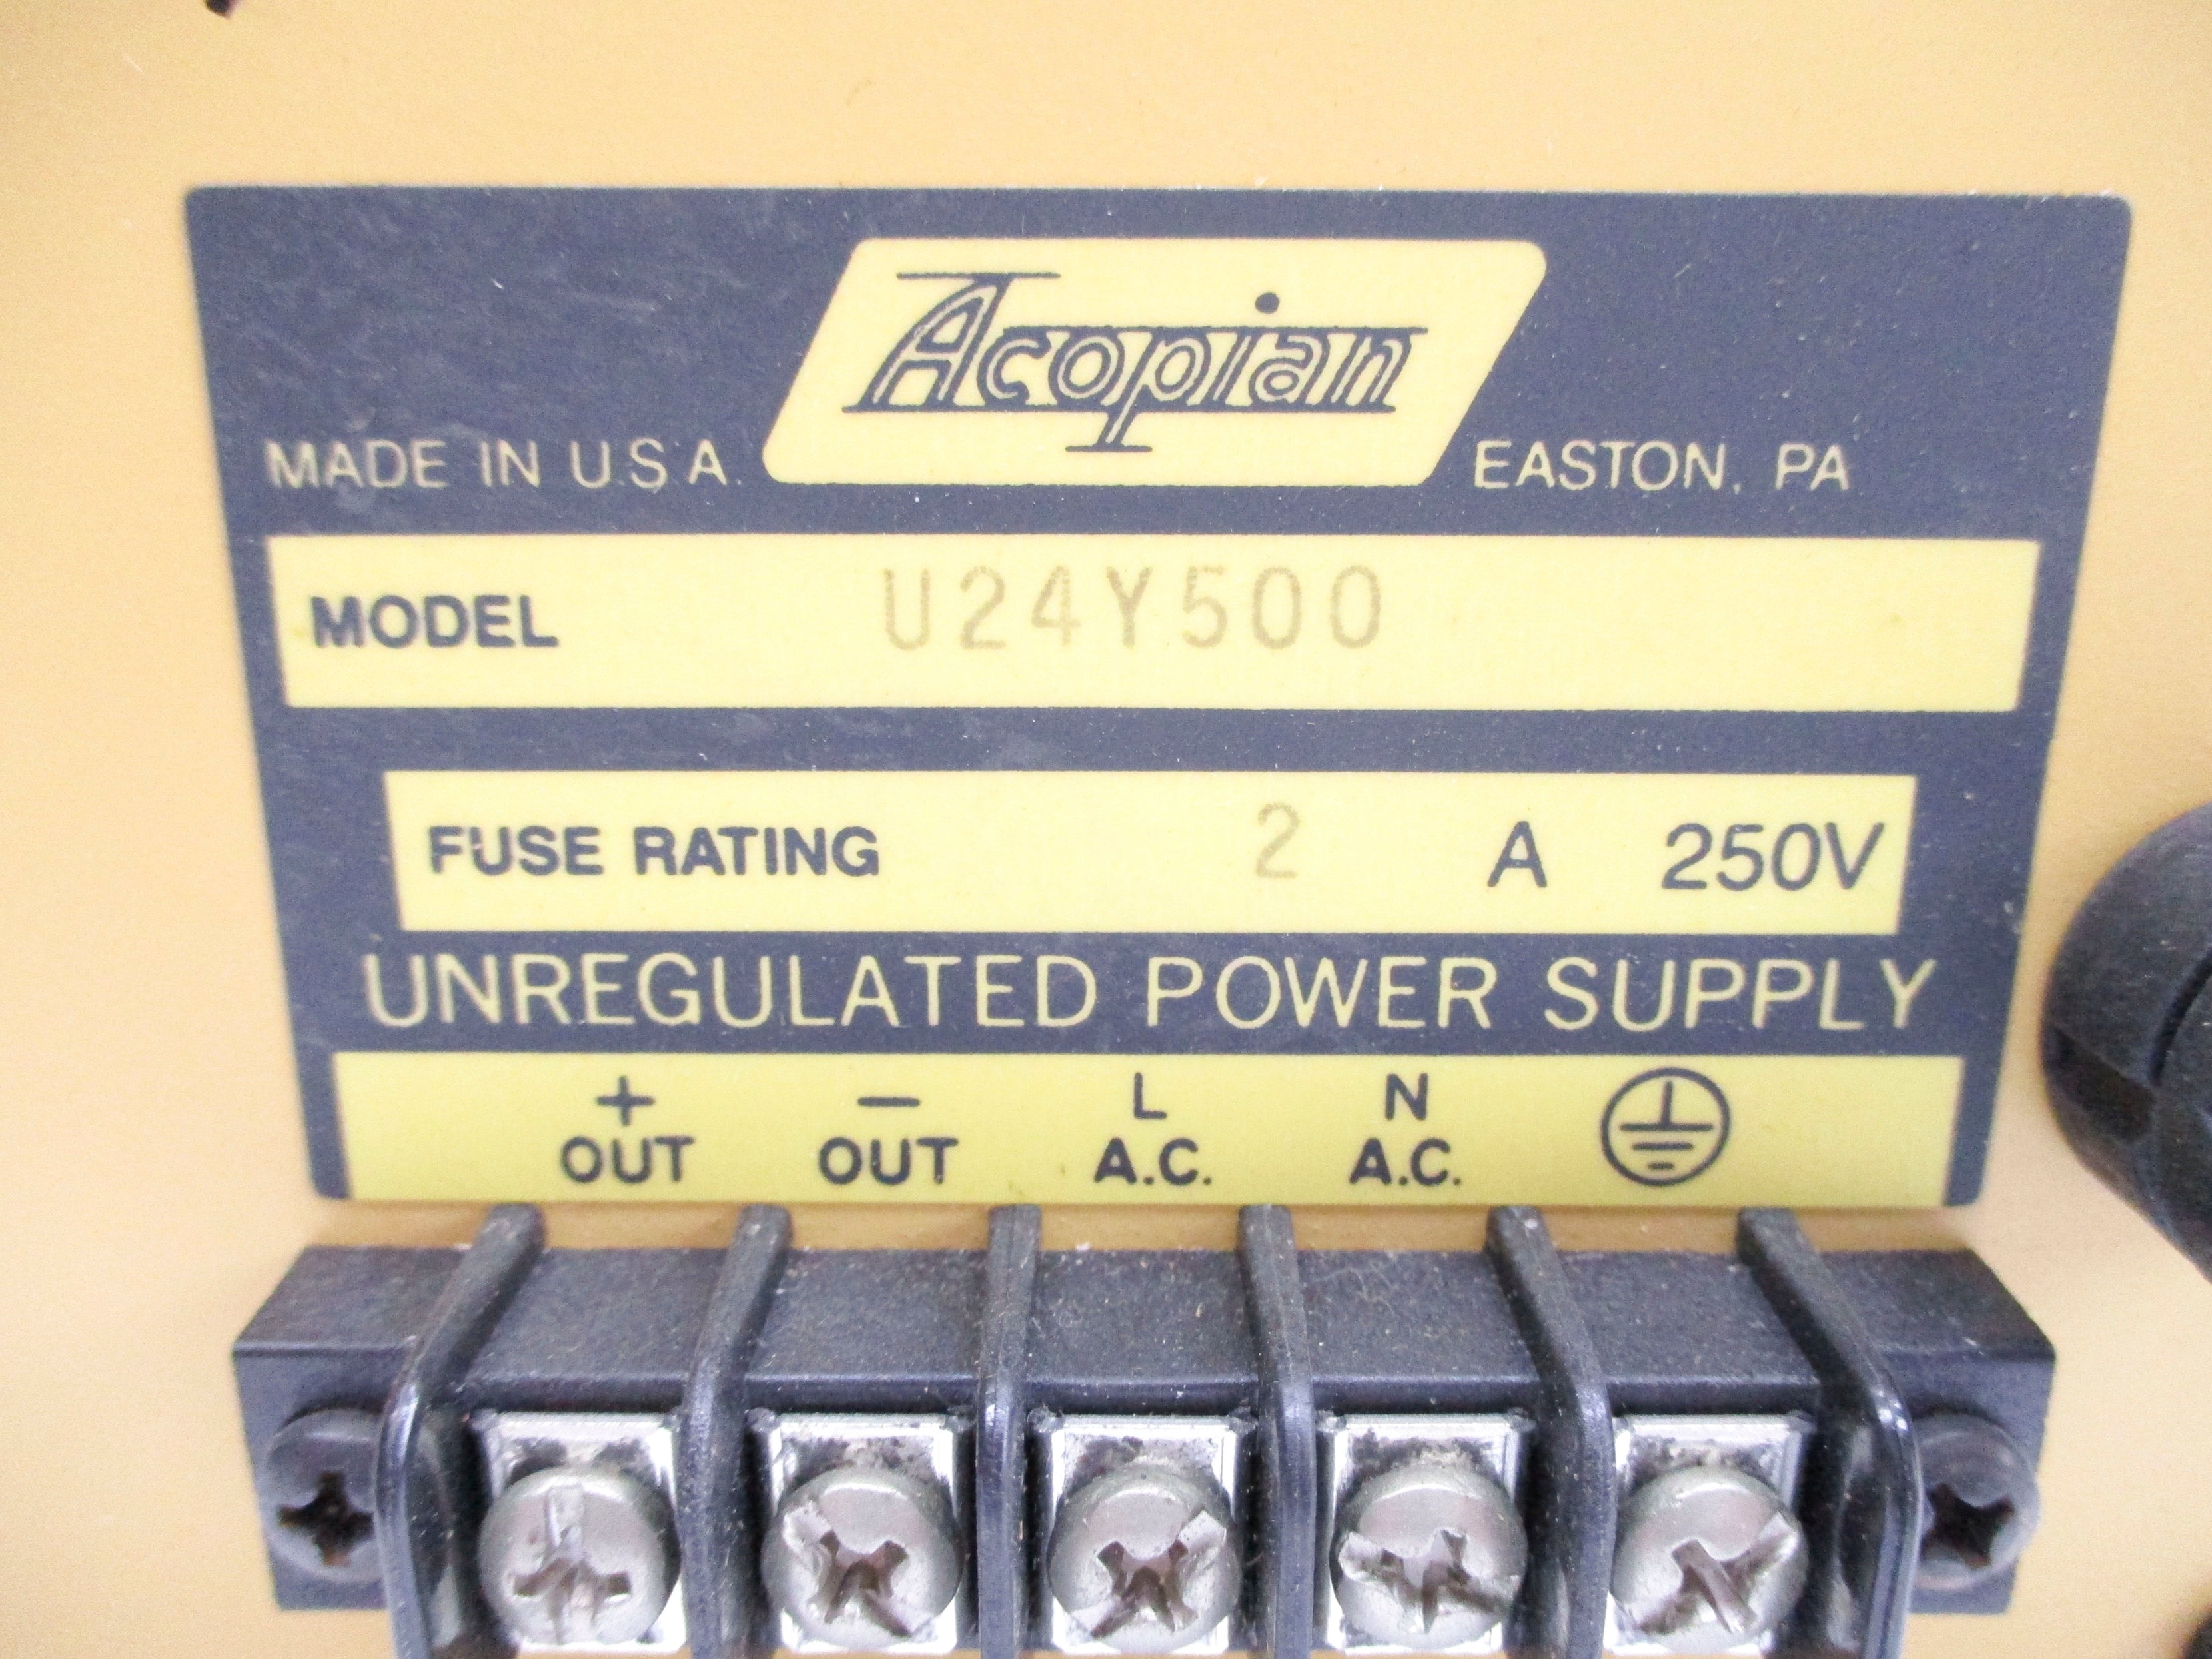 Acopian
MADE IN U.S.A. EASTON, PA
MODEL U24Y500
FUSE RATING 2 A 250V
UNREGULATED POWER SUPPLY
+ — L N
OUT OUT A.C. A.C.